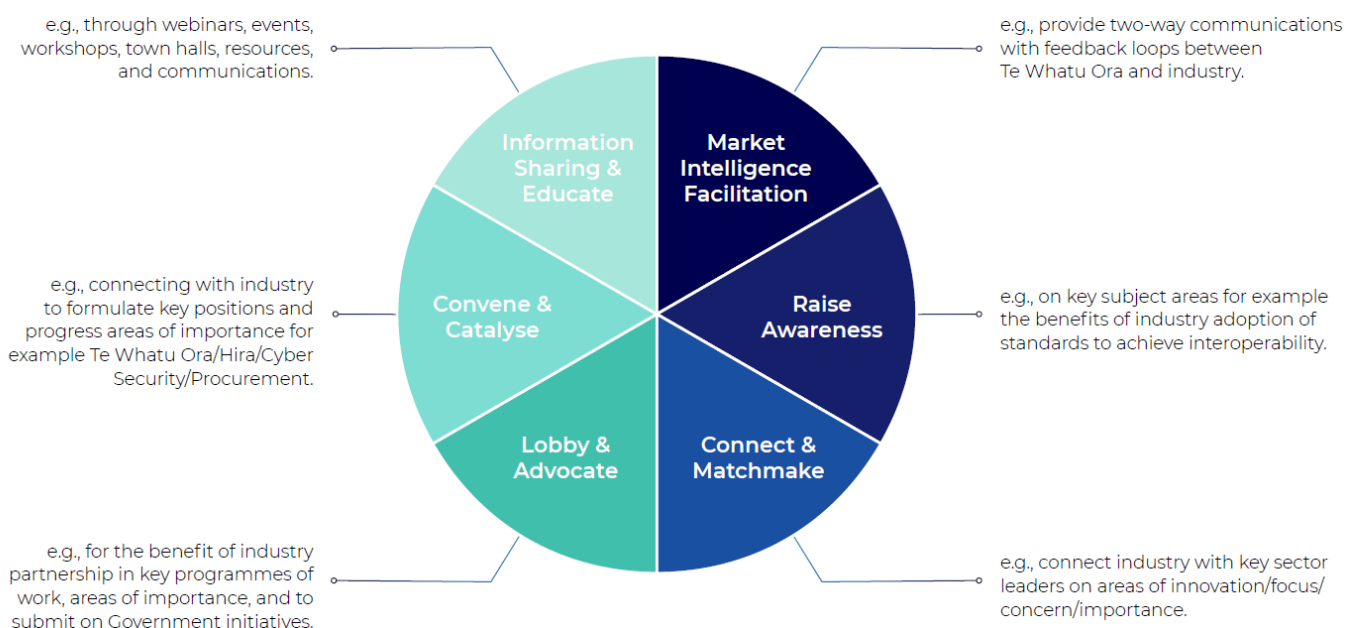 e.g., through webinars, events,
workshops, town halls, resources,
and communications.
e.g., provide two-way communications
with feedback loops between
Te Whatu Ora and industry.
Information
Sharing &
Educate
Market
Intelligence
Facilitation
e.g., connecting with industry
to formulate key positions and
progress areas of importance for
example Te Whatu Ora/Hira/Cyber
Security/Procurement.
Convene &
Catalyse
Raise
Awareness
e.g., on key subject areas for example
the benefits of industry adoption of
standards to achieve interoperability.
Lobby &
Advocate
Connect &
Matchmake
e.g., for the benefit of industry
partnership in key programmes of
work, areas of importance, and to
submit on Government initiatives.
e.g., connect industry with key sector
leaders on areas of innovation/focus/
concern/importance.